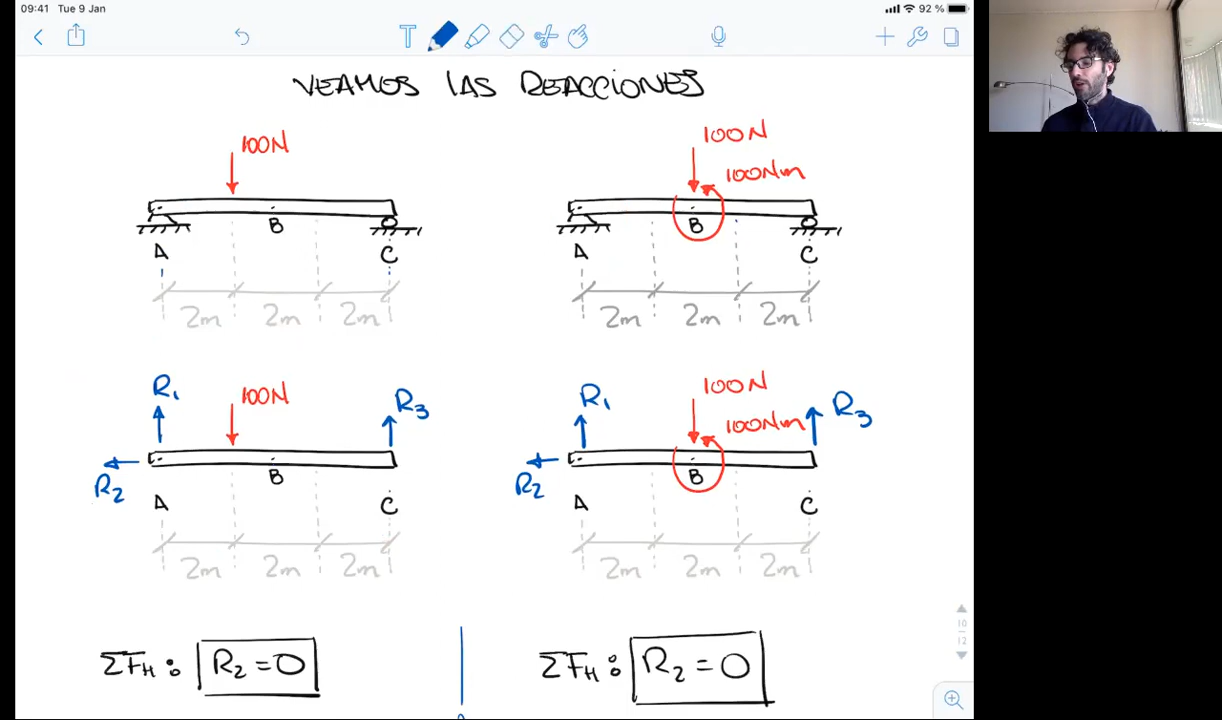 09:41 Tue 9 Jan
92 %
T
VEAMOS LAS REACCIONES
100N
B
A
C
2m 2m 2m
100N
100Nm
B
A
C
2m 2m 2m
R1
100N
R3
R2
B
A
C
2m 2m 2m
R1
100N
100Nm
R3
R2
B
A
C
2m 2m 2m
ΣFH: R2=0
ΣFH: R2=0
10
12